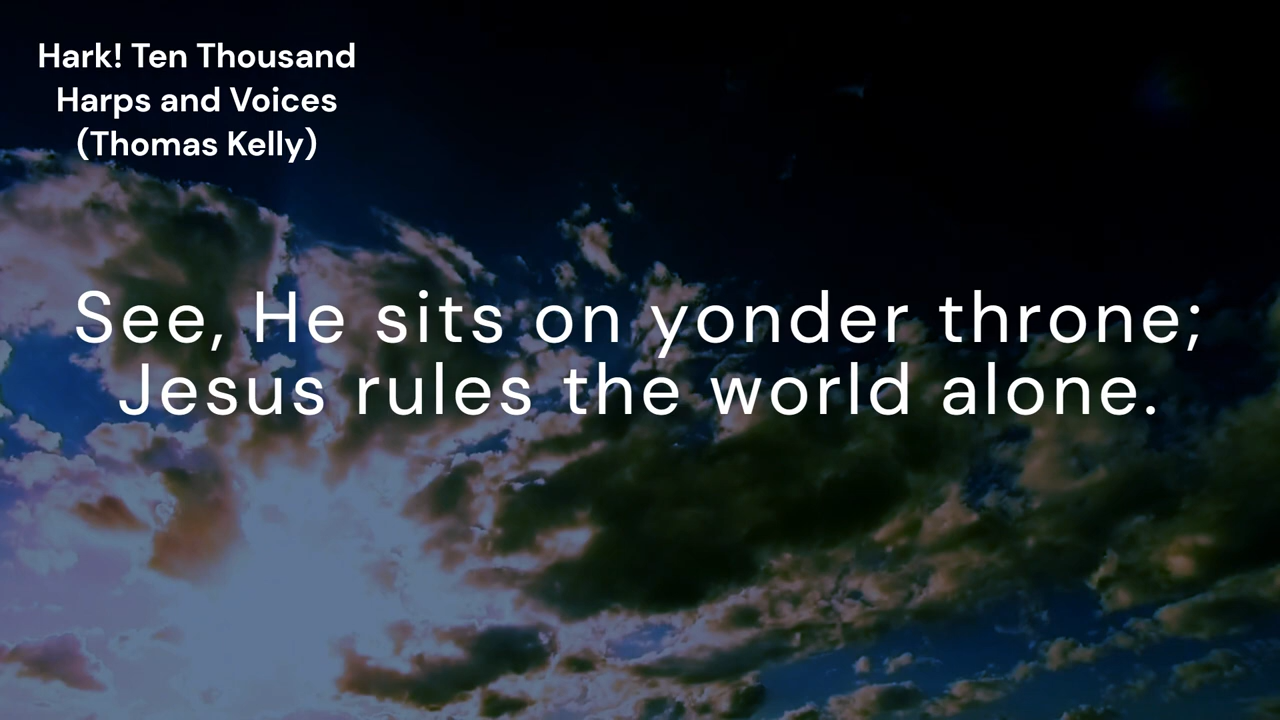 Hark! Ten Thousand
Harps and Voices
(Thomas Kelly)
See, He sits on yonder throne;
Jesus rules the world alone.